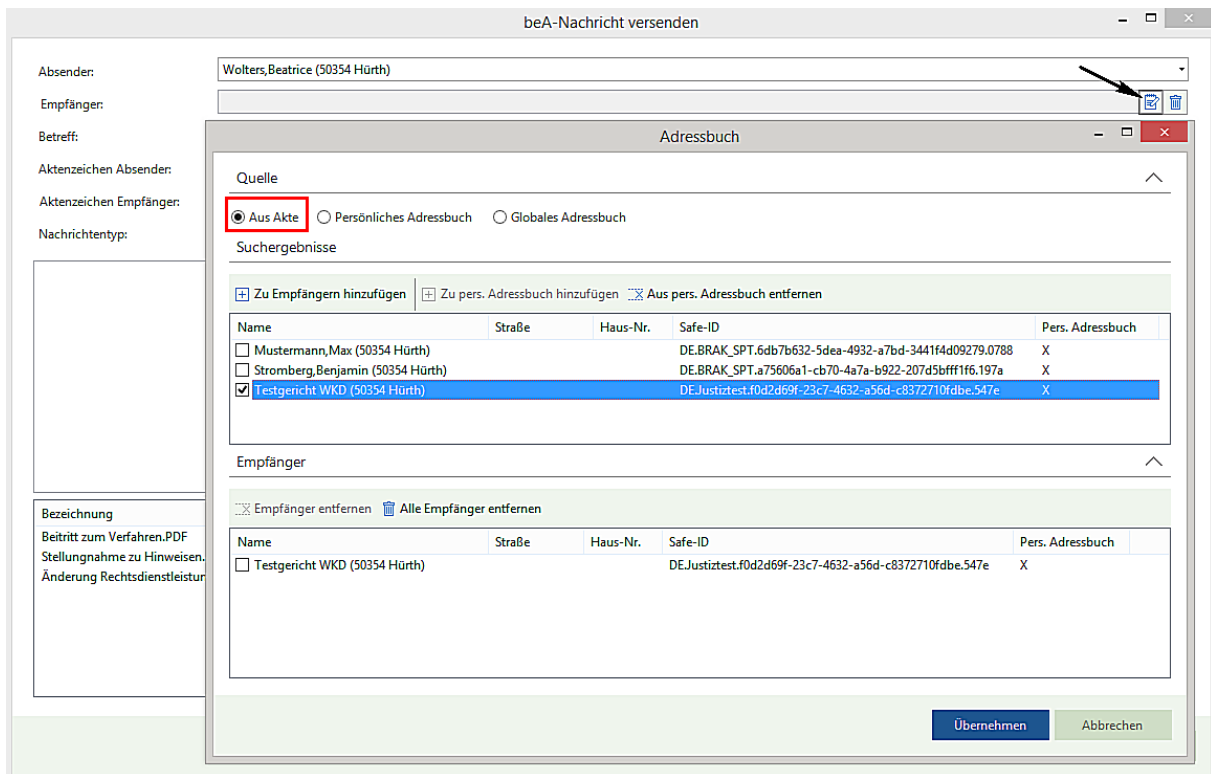 beA-Nachricht versenden
Absender: Wolters,Beatrice (50354 Hürth)
Empfänger:
Betreff:
Aktenzeichen Absender:
Aktenzeichen Empfänger:
Nachrichtentyp:
Adressbuch
Quelle
Aus Akte Persönliches Adressbuch Globales Adressbuch
Suchergebnisse
Zu Empfängern hinzufügen Zu pers. Adressbuch hinzufügen Aus pers. Adressbuch entfernen
Name Straße Haus-Nr. Safe-ID Pers. Adressbuch
Mustermann,Max (50354 Hürth) DE.BRAK_SPT.6db7b632-5dea-4932-a7bd-3441f4d09279.0788 X
Stromberg,Benjamin (50354 Hürth) DE.BRAK_SPT.a75606a1-cb70-4a7a-b922-207d5bfff1f6.197a X
Testgericht WKD (50354 Hürth) DE.Justiztest.f0d2d69f-23c7-4632-a56d-c8372710fdbe.547e X
Empfänger
Empfänger entfernen Alle Empfänger entfernen
Name Straße Haus-Nr. Safe-ID Pers. Adressbuch
Testgericht WKD (50354 Hürth) DE.Justiztest.f0d2d69f-23c7-4632-a56d-c8372710fdbe.547e X
Übernehmen Abbrechen
Bezeichnung
Beitritt zum Verfahren.PDF
Stellungnahme zu Hinweisen.
Änderung Rechtsdienstleistur